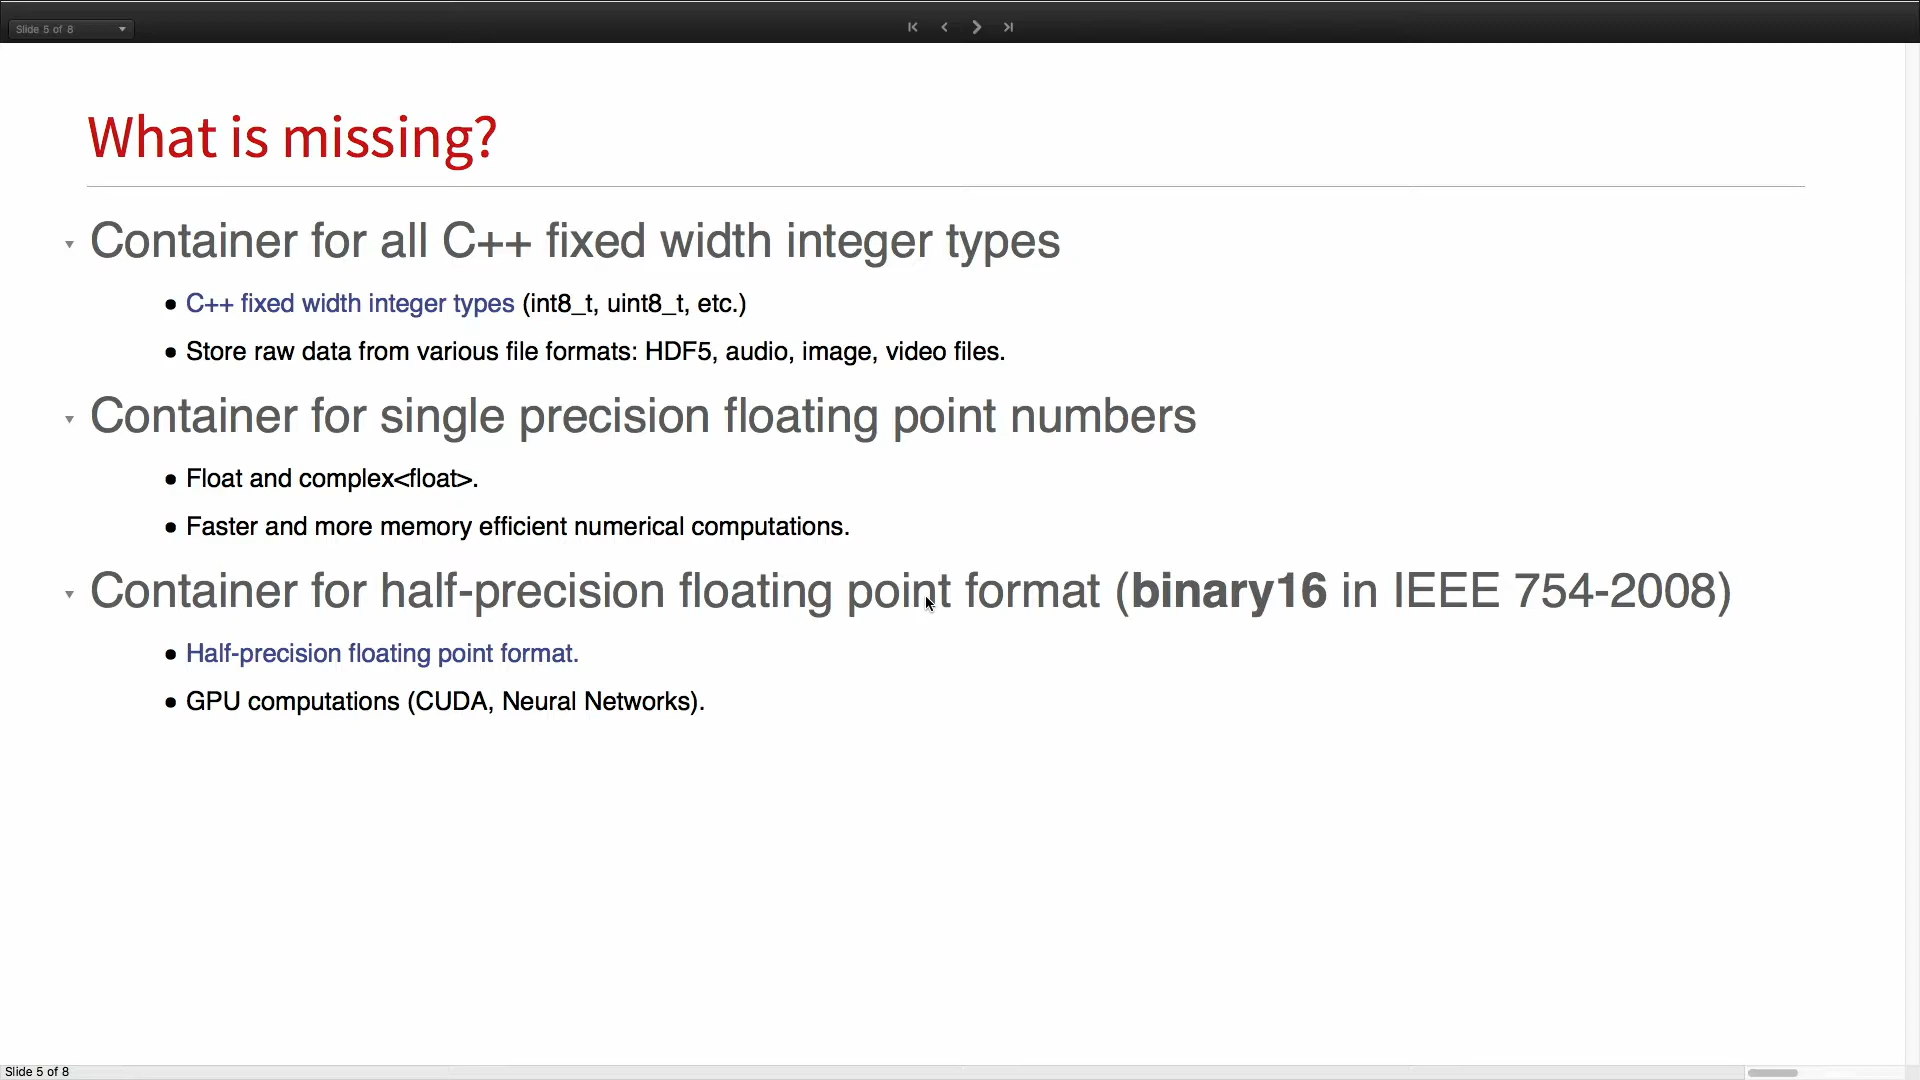 Slide 5 of 8
What is missing?
Container for all C++ fixed width integer types
C++ fixed width integer types (int8_t, uint8_t, etc.)
Store raw data from various file formats: HDF5, audio, image, video files.
Container for single precision floating point numbers
Float and complex<float>.
Faster and more memory efficient numerical computations.
Container for half-precision floating point format (binary16 in IEEE 754-2008)
Half-precision floating point format.
GPU computations (CUDA, Neural Networks).
Slide 5 of 8